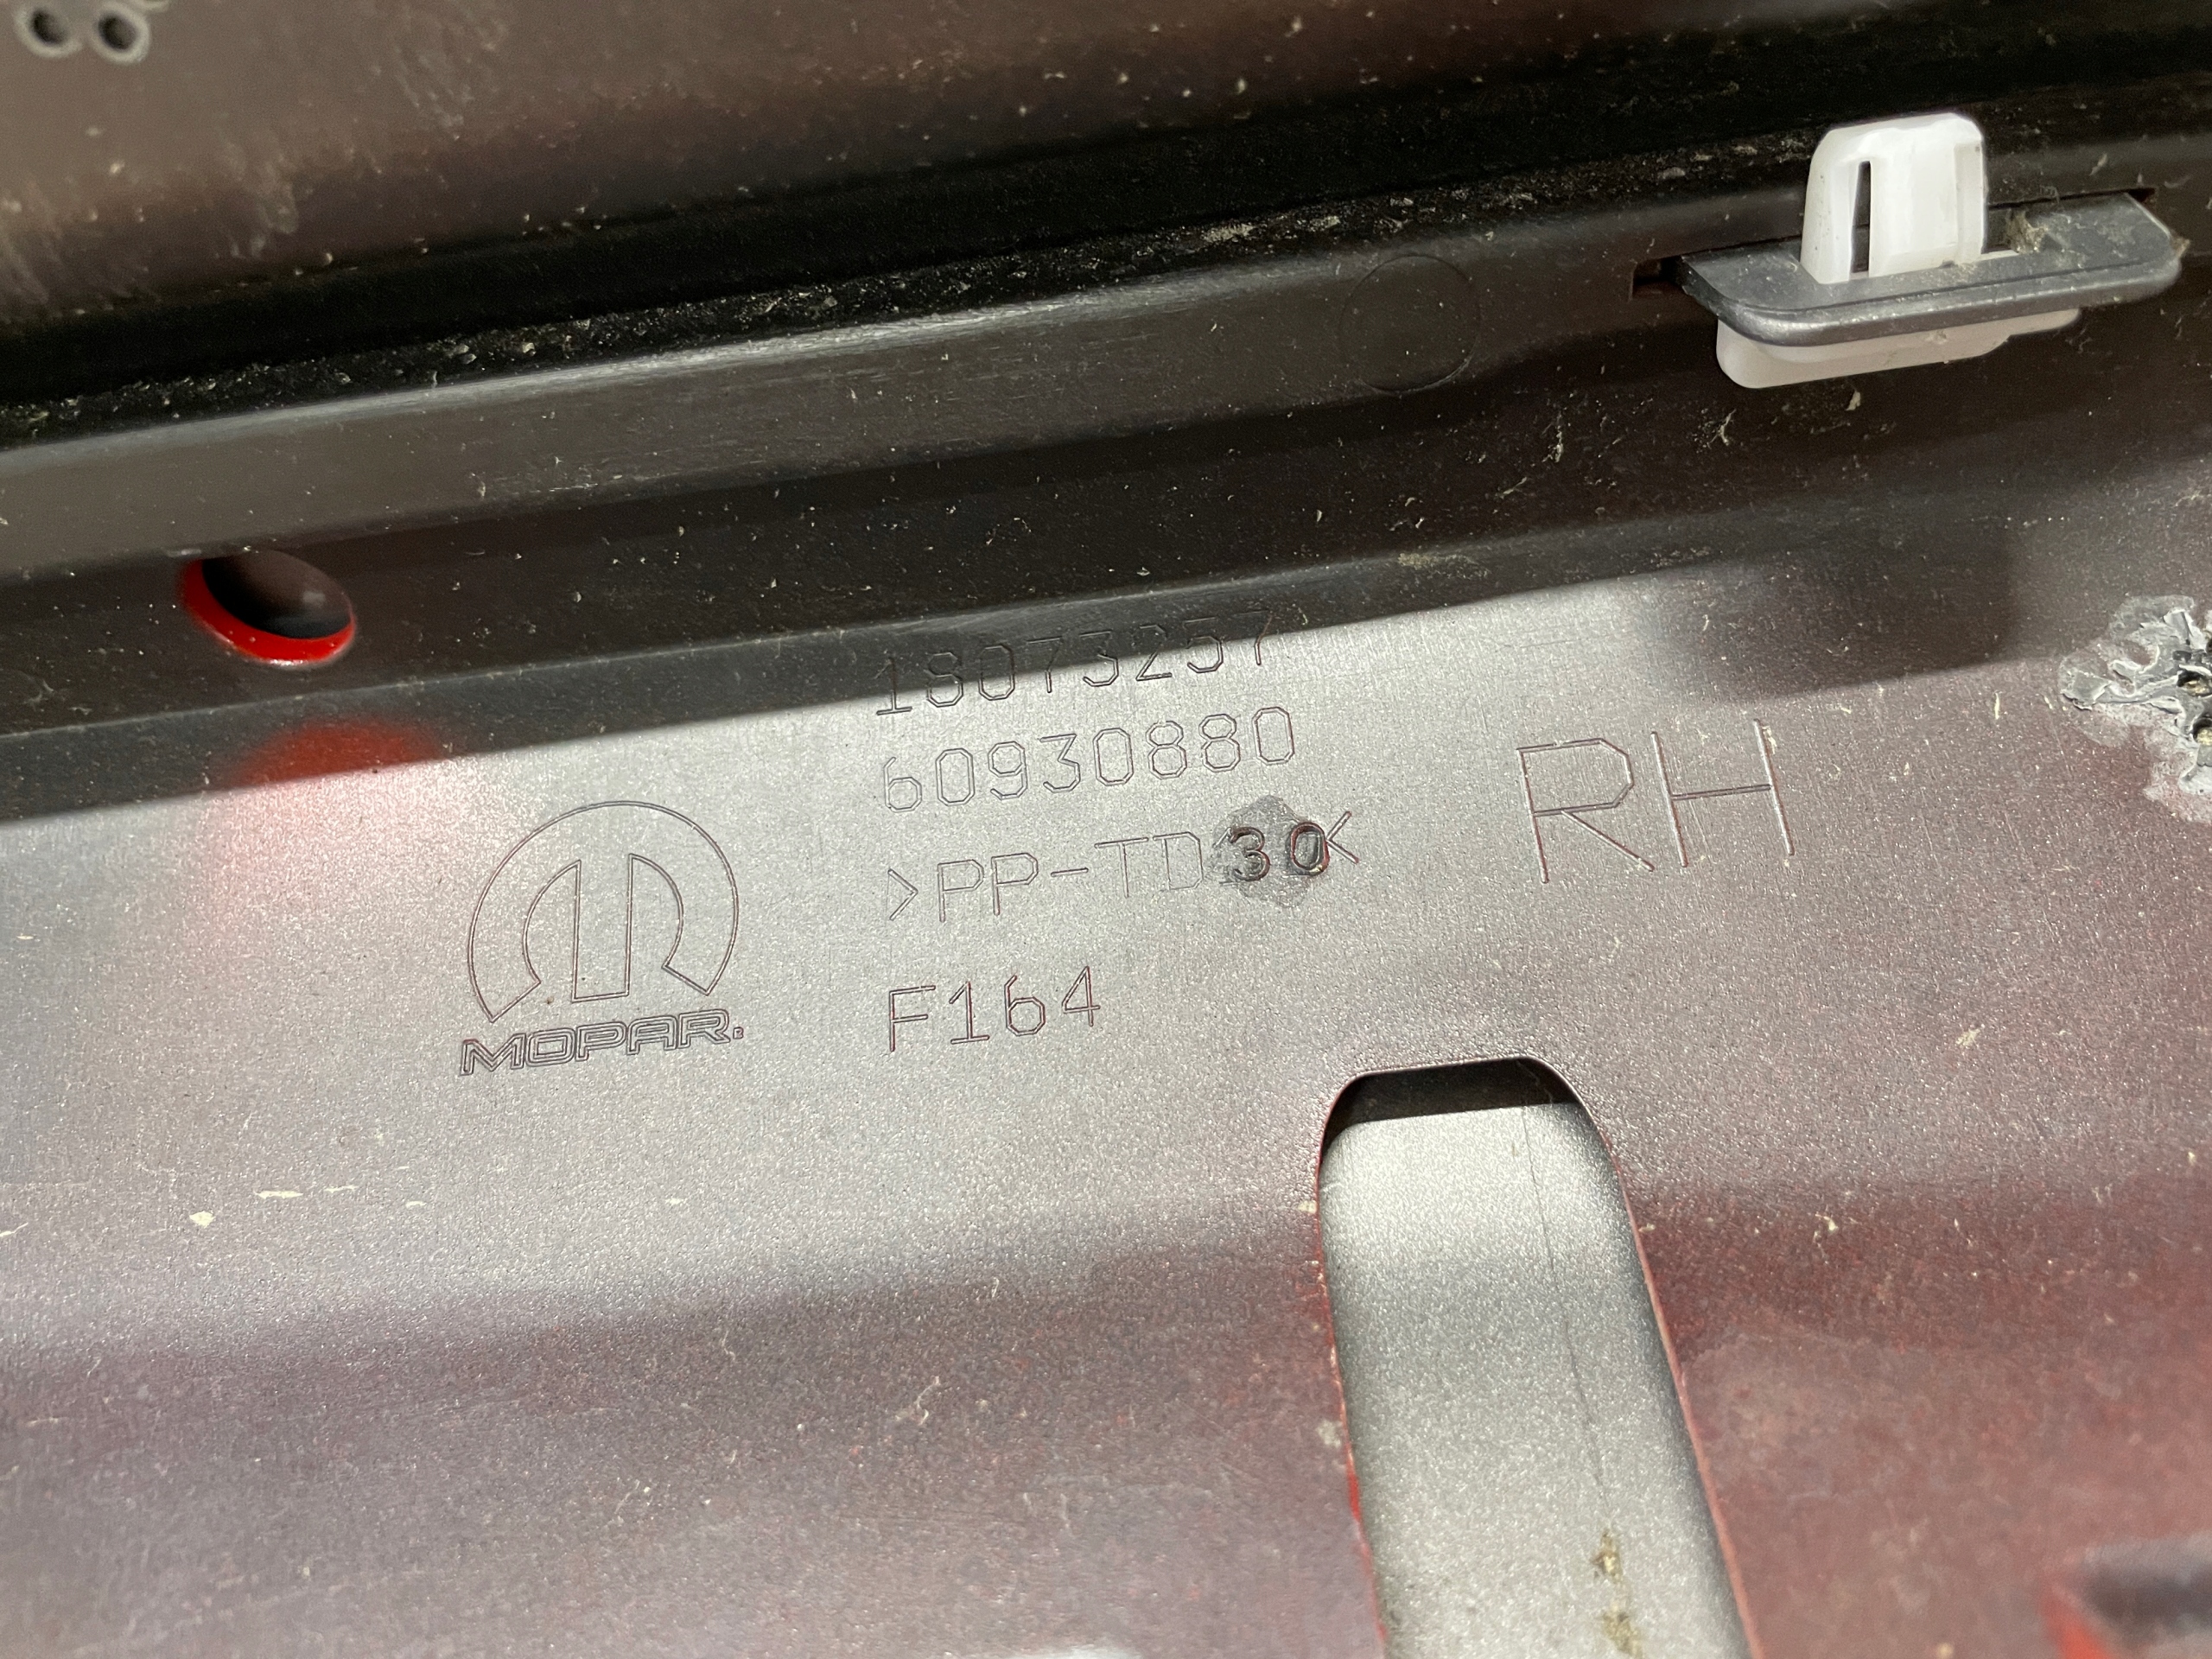 18073257
60930880
>PP-TD30<
RH
F164
MOPAR.